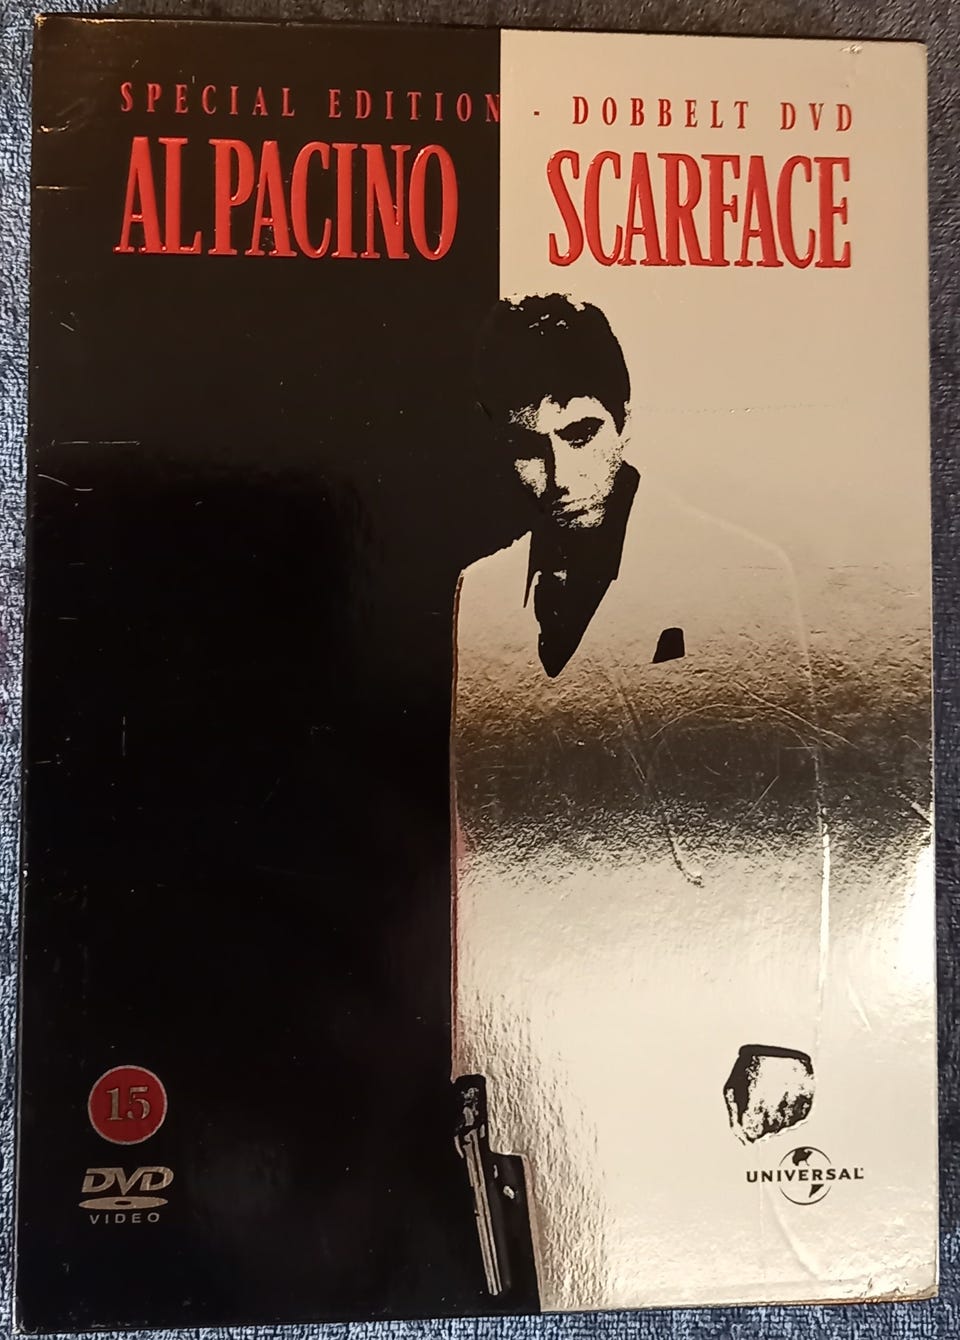 SPECIAL EDITION - DOBBELT DVD
AL PACINO SCARFACE
15
DVD
VIDEO
UNIVERSAL